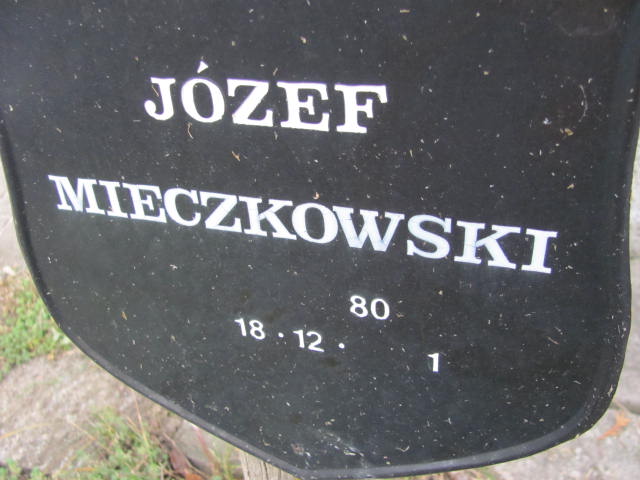 JÓZEF
MIECZKOWSKI
80
18 · 12 · 1